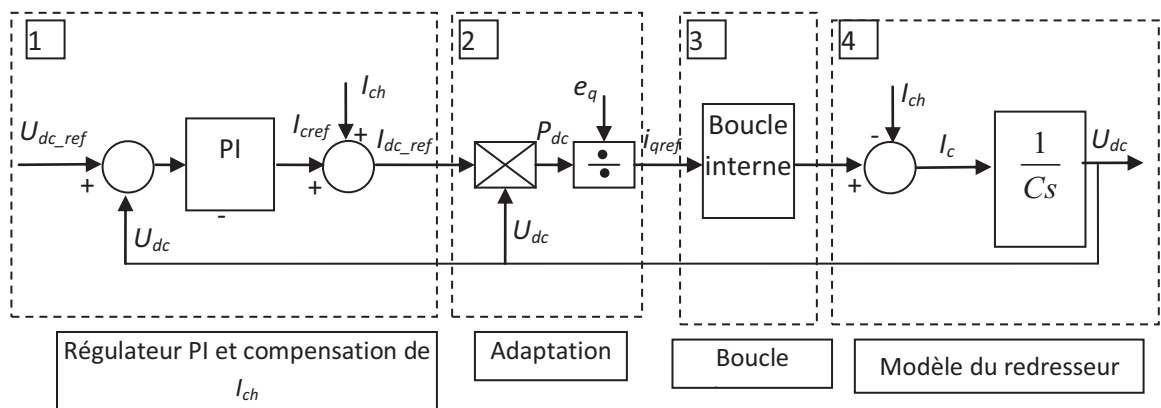 1
2
3
4
I_ch
e_q
I_ch
U_dc_ref
PI
I_cref
+
I_dc_ref
P_dc
÷
i_qref
Boucle
interne
-
I_c
1
Cs
U_dc
+
+
+
-
U_dc
U_dc
Régulateur PI et compensation de
I_ch
Adaptation
Boucle
Modèle du redresseur